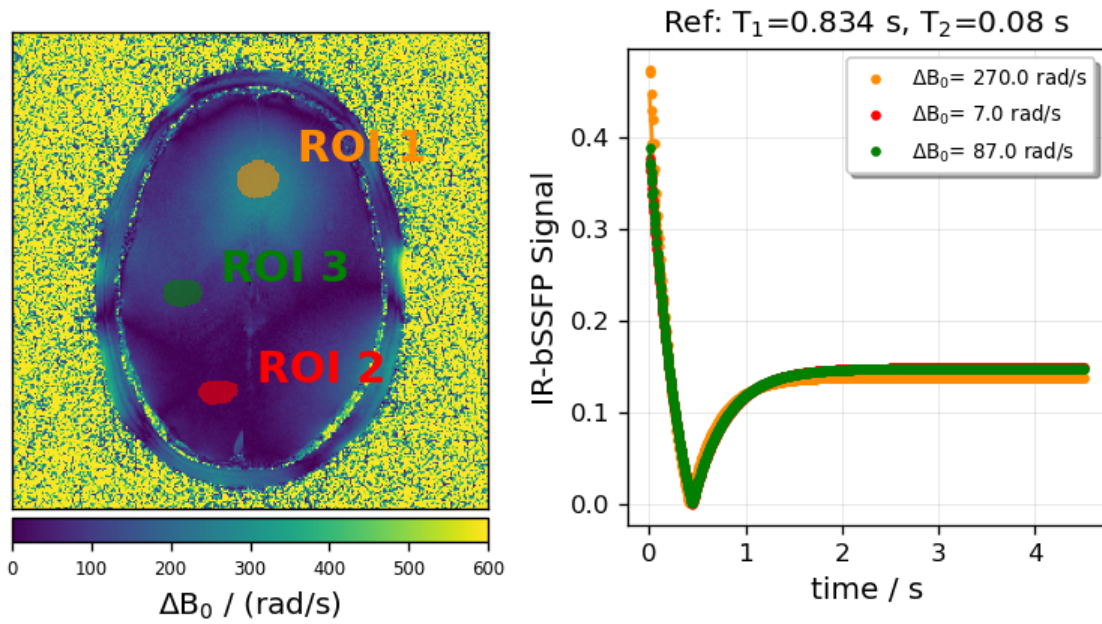 ROI 1
ROI 3
ROI 2
0 100 200 300 400 500 600
ΔB₀ / (rad/s)
Ref: T₁=0.834 s, T₂=0.08 s
ΔB₀= 270.0 rad/s
ΔB₀= 7.0 rad/s
ΔB₀= 87.0 rad/s
IR-bSSFP Signal
0.4
0.3
0.2
0.1
0.0
0 1 2 3 4
time / s